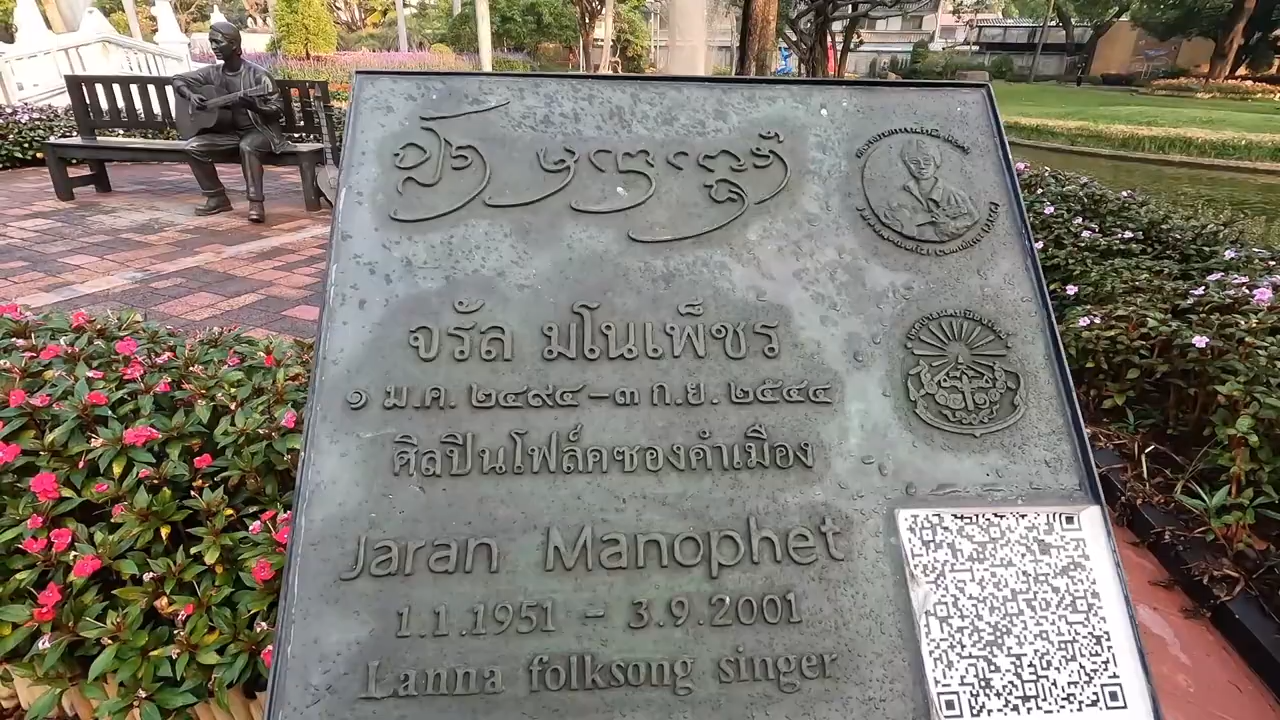 จรัล มโนเพ็ชร
๑ ม.ค. ๒๔๙๔ – ๓ ก.ย. ๒๕๔๔
ศิลปินโฟล์คซองคำเมือง
Jaran Manophet
1.1.1951 - 3.9.2001
Lanna folksong singer